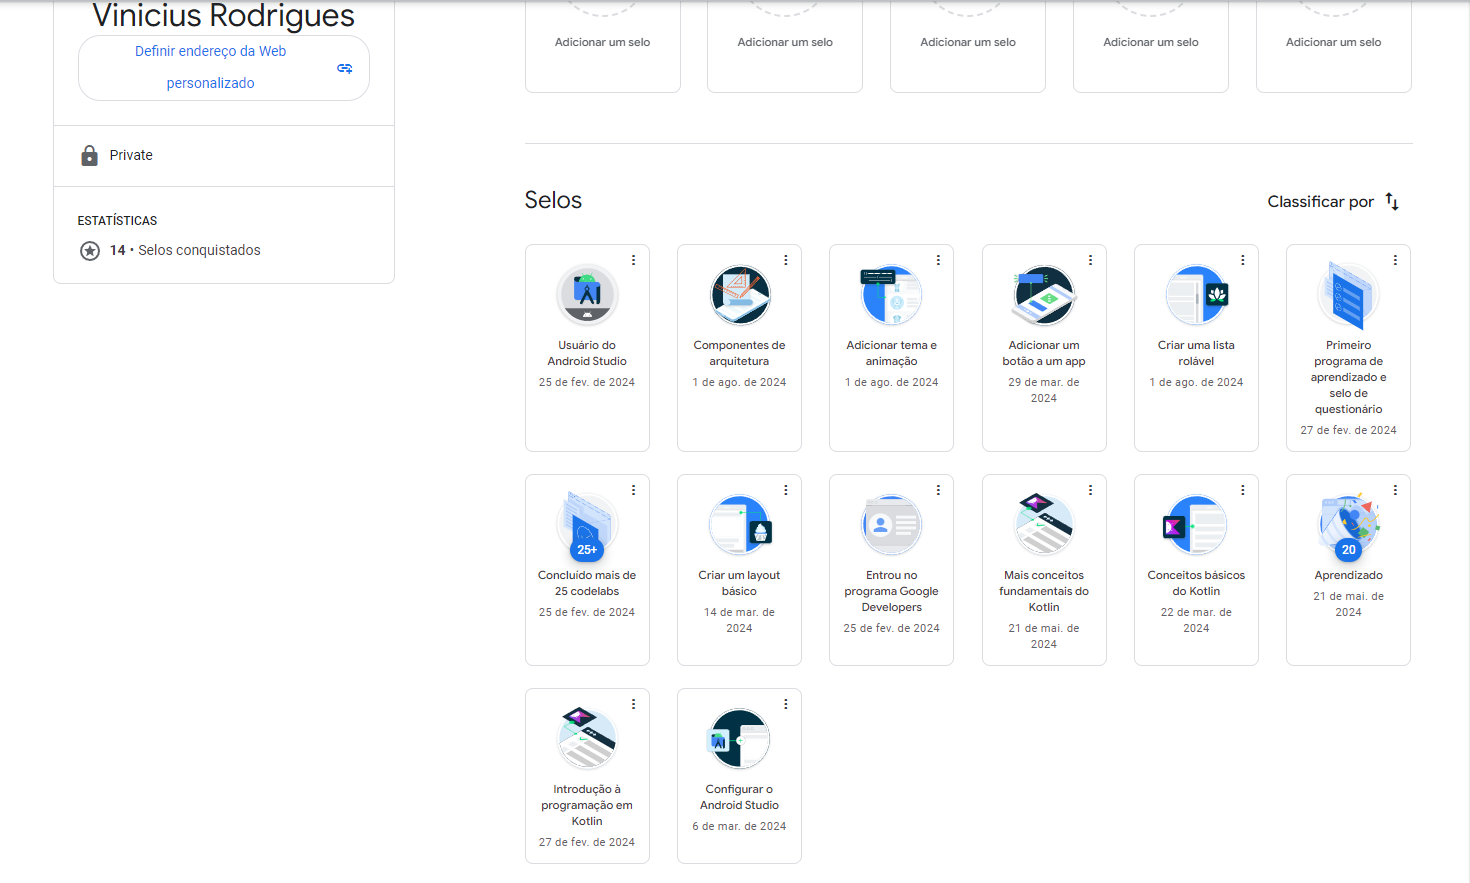 Vinicius Rodrigues
Definir endereço da Web
personalizado
Private
ESTATÍSTICAS
14 • Selos conquistados
Adicionar um selo
Adicionar um selo
Adicionar um selo
Adicionar um selo
Adicionar um selo
Selos
Classificar por
Usuário do
Android Studio
25 de fev. de 2024
Componentes de
arquitetura
1 de ago. de 2024
Adicionar tema e
animação
1 de ago. de 2024
Adicionar um
botão a um app
29 de mar. de
2024
Criar uma lista
rolável
1 de ago. de 2024
Primeiro
programa de
aprendizado e
selo de
questionário
27 de fev. de 2024
25+
Concluído mais de
25 codelabs
25 de fev. de 2024
Criar um layout
básico
14 de mar. de
2024
Entrou no
programa Google
Developers
25 de fev. de 2024
Mais conceitos
fundamentais do
Kotlin
21 de mai. de
2024
Conceitos básicos
do Kotlin
22 de mar. de
2024
20
Aprendizado
21 de mai. de
2024
Introdução à
programação em
Kotlin
27 de fev. de 2024
Configurar o
Android Studio
6 de mar. de 2024